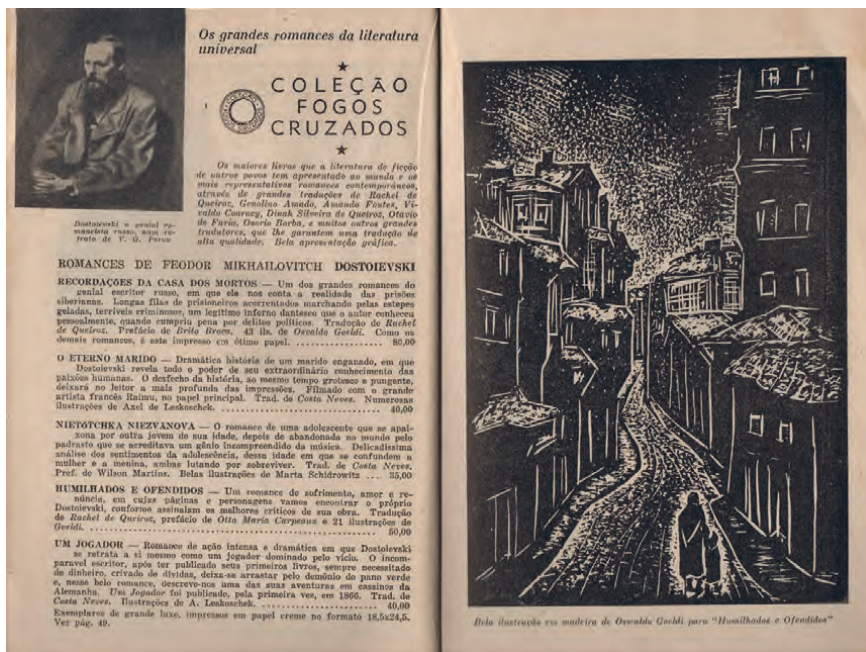 Os grandes romances da literatura
universal
COLEÇÃO
FOGOS
CRUZADOS
Os maiores livros que a literatura de ficção
de outros povos tem apresentado ao mundo e os
mais representativos romances contemporâneos,
através de grandes traduções de Rachel de
Queiroz, Genolino Amado, Amando Fontes, Vi-
valdo Coaracy, Dinah Silveira de Queiroz, Otavio
de Faria, Osorio Borba, e muitos outros grandes
tradutores, que lhe garantem uma tradução de
alta qualidade. Bela apresentação gráfica.
Dostoievski o genial ro-
mancista russo, num re-
trato de V. G. Perov
ROMANCES DE FEODOR MIKHAILOVITCH DOSTOIEVSKI
RECORDAÇÕES DA CASA DOS MORTOS — Um dos grandes romances do
genial escritor russo, em que ele nos conta a realidade das prisões
siberianas. Longas filas de prisioneiros acorrentados marchando pelas estepes
geladas, terríveis criminosos, um legítimo inferno dantesco que o autor conheceu
pessoalmente, quando cumpriu pena por delitos políticos. Tradução de Rachel
de Queiroz. Prefácio de Brito Broca. 43 ils. de Osvaldo Goeldi. Como os
demais romances, é este impresso em ótimo papel. 80,00
O ETERNO MARIDO — Dramática história de um marido enganado, em que
Dostoievski revela todo o poder de seu extraordinário conhecimento das
paixões humanas. O desfecho da história, ao mesmo tempo grotesco e pungente,
deixará no leitor a mais profunda das impressões. Filmado com o grande
artista francês Raimu, no papel principal. Trad. de Costa Neves. Numerosas
ilustrações de Axel de Leskoschek. 40,00
NIETÓTCHKA NIEZVANOVA — O romance de uma adolescente que se apai-
xona por outra jovem de sua idade, depois de abandonada no mundo pelo
padrasto que se acreditava um gênio incompreendido da música. Delicadíssima
análise dos sentimentos da adolescência, dessa idade em que se confundem a
mulher e a menina, ambas lutando por sobreviver. Trad. de Costa Neves.
Pref. de Wilson Martins. Belas ilustrações de Marta Schidrowitz .... 35,00
HUMILHADOS E OFENDIDOS — Um romance de sofrimento, amor e re-
núncia, em cujas páginas e personagens vamos encontrar o próprio
Dostoievski, conforme assinalam os melhores críticos de sua obra. Tradução
de Rachel de Queiroz, prefácio de Otto Maria Carpeaux e 21 ilustrações de
Goeldi. 50,00
UM JOGADOR — Romance de ação intensa e dramática em que Dostoievski
se retrata a si mesmo como um jogador dominado pelo vício. O incom-
paravel escritor, após ter publicado seus primeiros livros, sempre necessitado
de dinheiro, crivado de dívidas, deixa-se arrastar pelo demônio do pano verde
e, nesse belo romance, descreve-nos uma das suas aventuras em cassinos da
Alemanha. Um Jogador foi publicado, pela primeira vez, em 1866. Trad. de
Costa Neves. Ilustrações de A. Leskoschek. 40,00
Exemplares de grande luxo, impressos em papel creme no formato 18,5x24,5.
Ver pág. 49.
Bela ilustração em madeira de Oswaldo Goeldi para "Humilhados e Ofendidos"